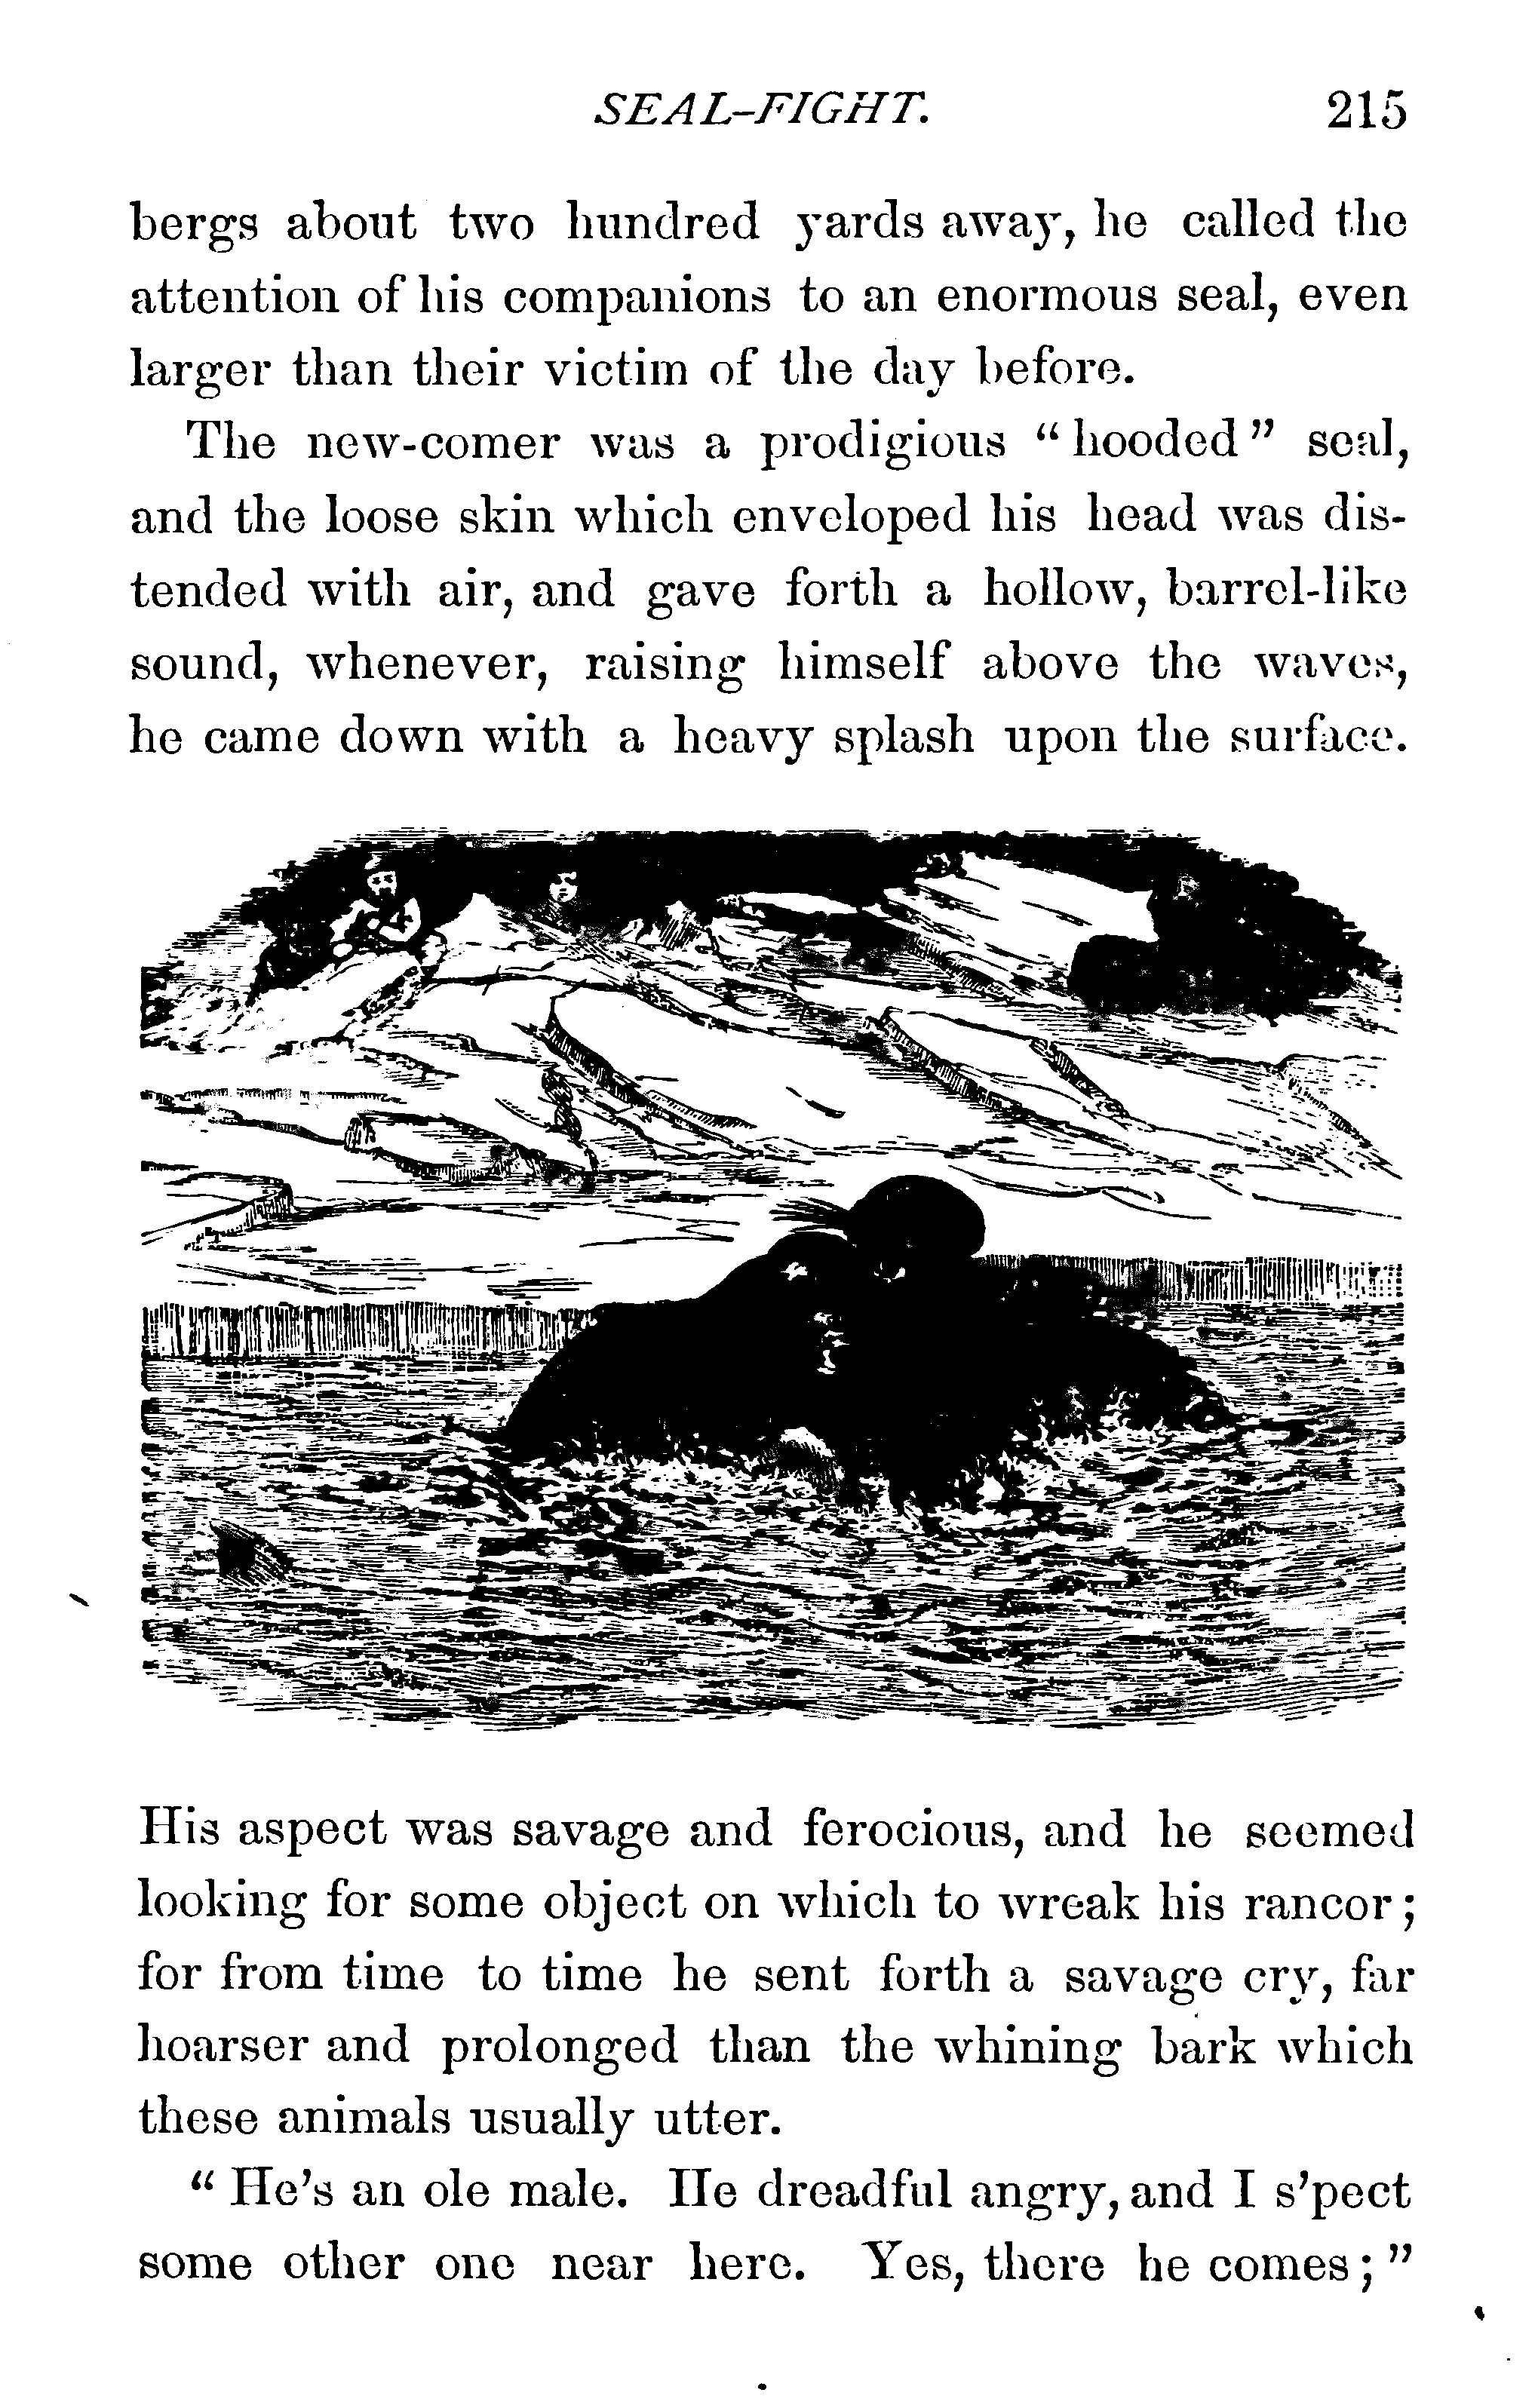 SEAL-FIGHT. 215
bergs about two hundred yards away, he called the
attention of his companions to an enormous seal, even
larger than their victim of the day before.
The new-comer was a prodigious “hooded” seal,
and the loose skin which enveloped his head was dis-
tended with air, and gave forth a hollow, barrel-like
sound, whenever, raising himself above the waves,
he came down with a heavy splash upon the surface.
His aspect was savage and ferocious, and he seemed
looking for some object on which to wreak his rancor;
for from time to time he sent forth a savage cry, far
hoarser and prolonged than the whining bark which
these animals usually utter.
“He’s an ole male. He dreadful angry, and I s’pect
some other one near here. Yes, there he comes;”